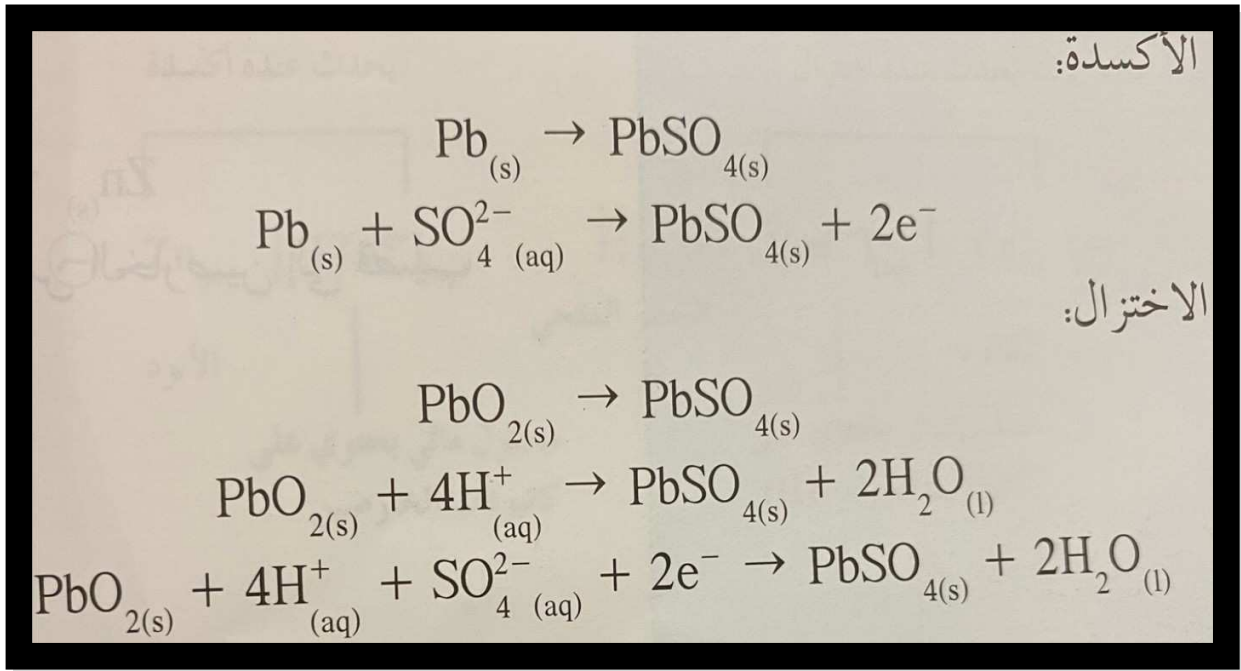 الأكسدة:
Pb(s) → PbSO4(s)
Pb(s) + SO4^2−(aq) → PbSO4(s) + 2e−
الاختزال:
PbO2(s) → PbSO4(s)
PbO2(s) + 4H+(aq) → PbSO4(s) + 2H2O(l)
PbO2(s) + 4H+(aq) + SO4^2−(aq) + 2e− → PbSO4(s) + 2H2O(l)